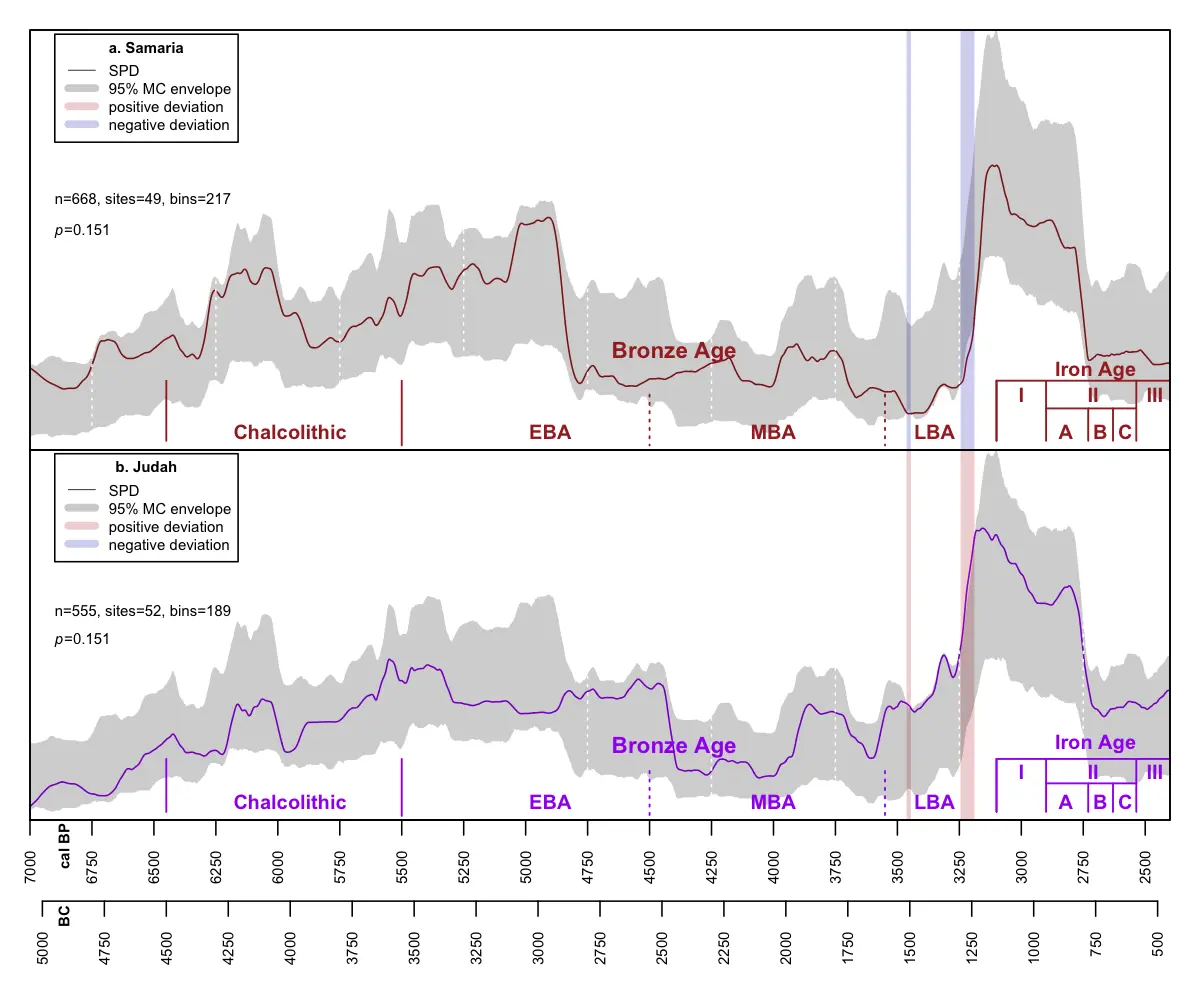 a. Samaria
SPD
95% MC envelope
positive deviation
negative deviation
n=668, sites=49, bins=217
p=0.151
Bronze Age
Iron Age
I II III
Chalcolithic EBA MBA LBA A B C
b. Judah
SPD
95% MC envelope
positive deviation
negative deviation
n=555, sites=52, bins=189
p=0.151
Bronze Age Iron Age
I II III
Chalcolithic EBA MBA LBA A B C
cal BP
7000 6750 6500 6250 6000 5750 5500 5250 5000 4750 4500 4250 4000 3750 3500 3250 3000 2750 2500
BC
5000 4750 4500 4250 4000 3750 3500 3250 3000 2750 2500 2250 2000 1750 1500 1250 1000 750 500